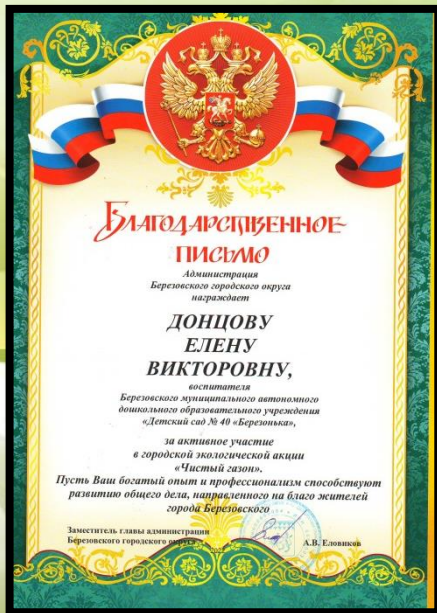 БЛАГОДАРСТВЕННОЕ
ПИСЬМО
Администрация
Березовского городского округа
награждает
ДОНЦОВУ
ЕЛЕНУ
ВИКТОРОВНУ,
воспитателя
Березовского муниципального автономного
дошкольного образовательного учреждения
«Детский сад № 40 «Березонька»,
за активное участие
в городской экологической акции
«Чистый газон».
Пусть Ваш богатый опыт и профессионализм способствуют
развитию общего дела, направленного на благо жителей
города Березовского
Заместитель главы администрации
Березовского городского округа
А.В. Еловиков